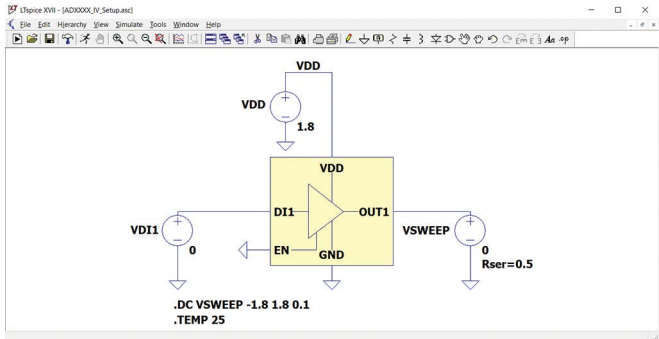 LTspice XVII - [ADXXXX_IV_Setup.asc]
File Edit Hierarchy View Simulate Tools Window Help
Aa .op
VDD
VDD
1.8
VDD
DI1
OUT1
VDI1
0
EN
GND
VSWEEP
0
Rser=0.5
.DC VSWEEP -1.8 1.8 0.1
.TEMP 25